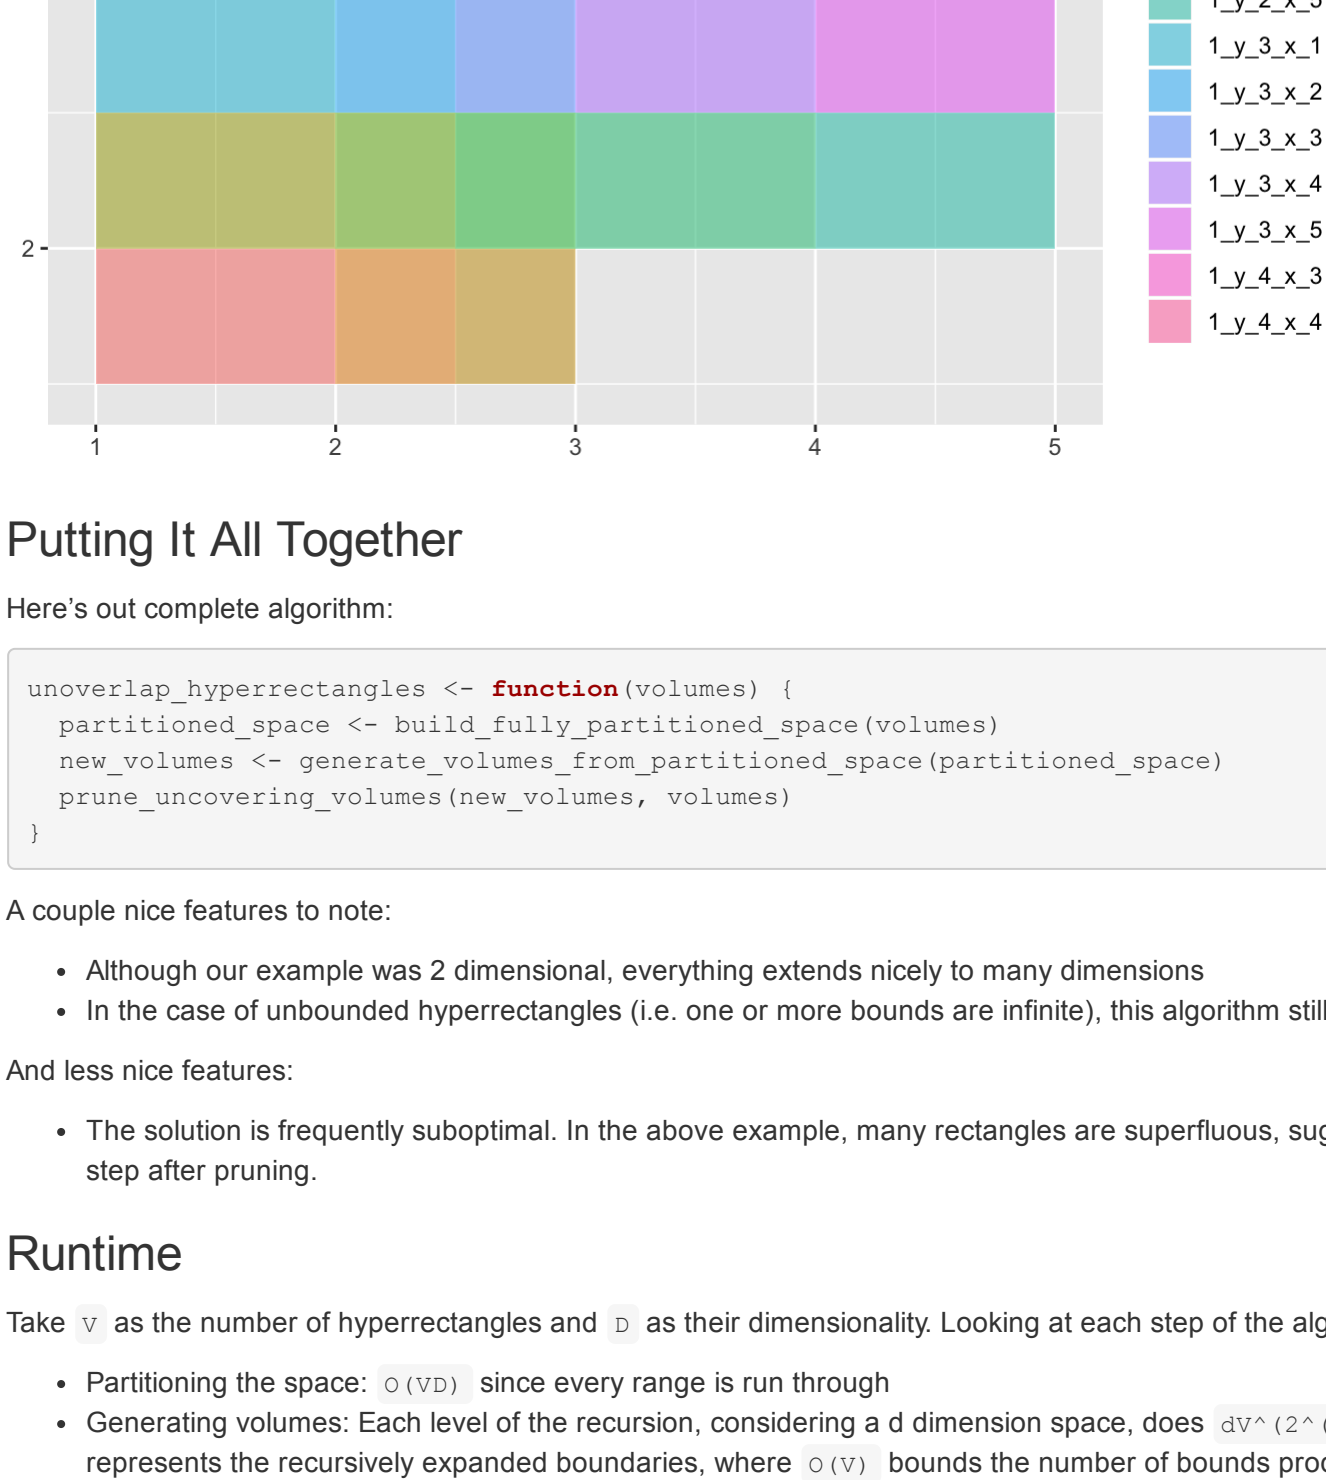 1_y_3_x_1
1_y_3_x_2
1_y_3_x_3
1_y_3_x_4
1_y_3_x_5
1_y_4_x_3
1_y_4_x_4
2
1 2 3 4 5
Putting It All Together
Here’s out complete algorithm:
unoverlap_hyperrectangles <- function(volumes) {
partitioned_space <- build_fully_partitioned_space(volumes)
new_volumes <- generate_volumes_from_partitioned_space(partitioned_space)
prune_uncovering_volumes(new_volumes, volumes)
}
A couple nice features to note:
• Although our example was 2 dimensional, everything extends nicely to many dimensions
• In the case of unbounded hyperrectangles (i.e. one or more bounds are infinite), this algorithm still
And less nice features:
• The solution is frequently suboptimal. In the above example, many rectangles are superfluous,
step after pruning.
Runtime
Take V as the number of hyperrectangles and D as their dimensionality. Looking at each step of the
• Partitioning the space: O(VD) since every range is run through
• Generating volumes: Each level of the recursion, considering a d dimension space, does dV^(2^(
represents the recursively expanded boundaries, where O(V) bounds the number of bounds